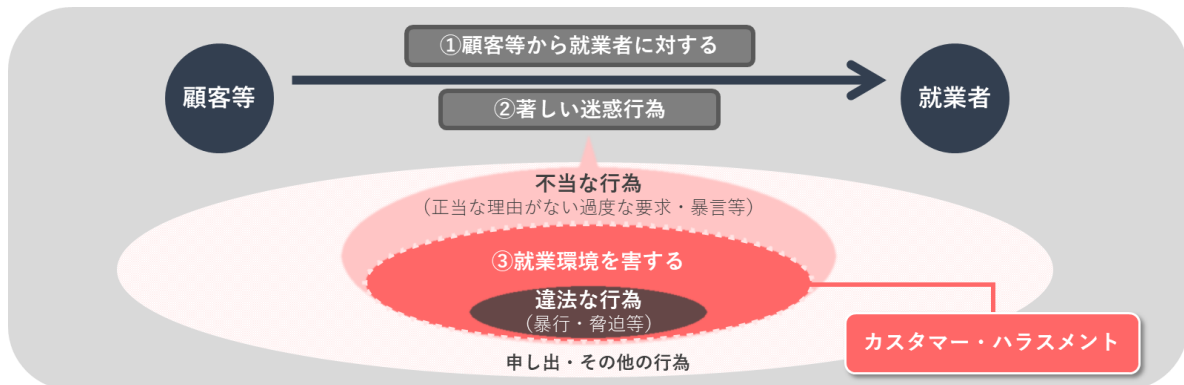 ①顧客等から就業者に対する
顧客等
就業者
②著しい迷惑行為
不当な行為
（正当な理由がない過度な要求・暴言等）
③就業環境を害する
違法な行為
（暴行・脅迫等）
カスタマー・ハラスメント
申し出・その他の行為